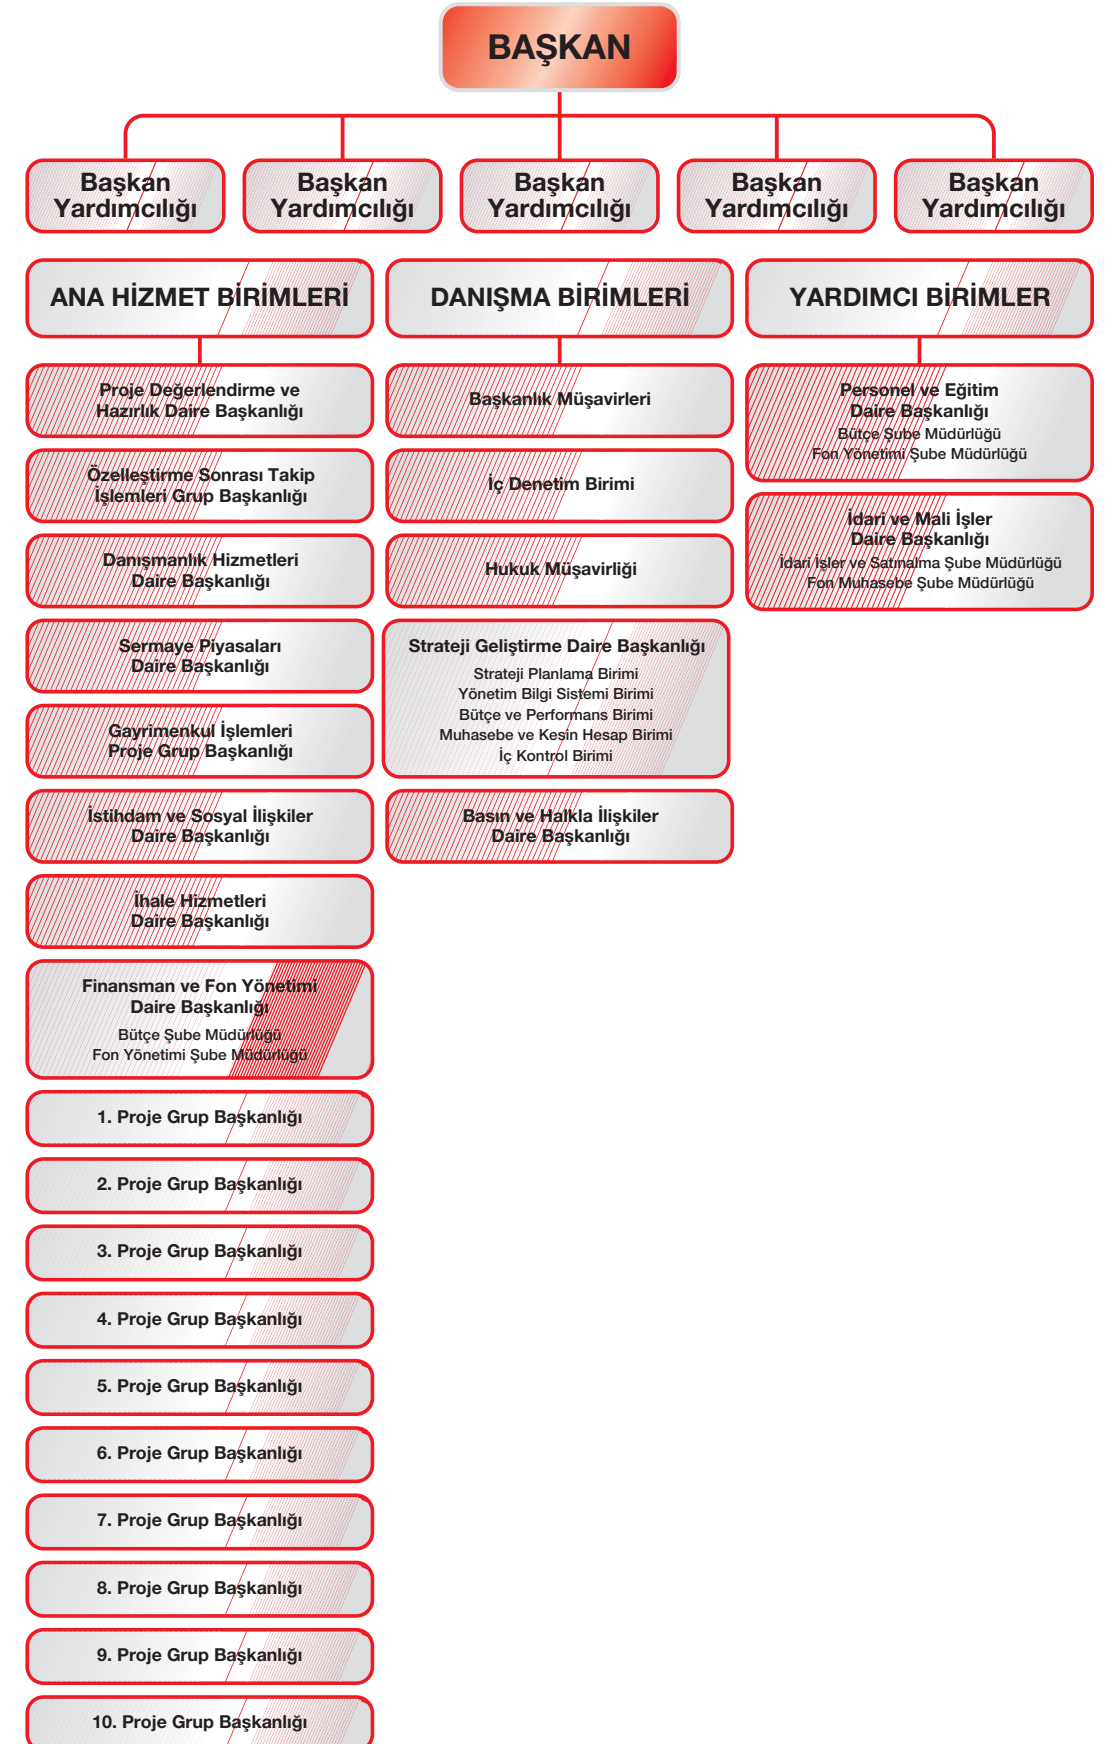 BAŞKAN
Başkan
Yardımcılığı
Başkan
Yardımcılığı
Başkan
Yardımcılığı
Başkan
Yardımcılığı
Başkan
Yardımcılığı
ANA HİZMET BİRİMLERİ
Proje Değerlendirme ve
Hazırlık Daire Başkanlığı
Özelleştirme Sonrası Takip
İşlemleri Grup Başkanlığı
Danışmanlık Hizmetleri
Daire Başkanlığı
Sermaye Piyasaları
Daire Başkanlığı
Gayrimenkul İşlemleri
Proje Grup Başkanlığı
İstihdam ve Sosyal İlişkiler
Daire Başkanlığı
İhale Hizmetleri
Daire Başkanlığı
Finansman ve Fon Yönetimi
Daire Başkanlığı
Bütçe Şube Müdürlüğü
Fon Yönetimi Şube Müdürlüğü
1. Proje Grup Başkanlığı
2. Proje Grup Başkanlığı
3. Proje Grup Başkanlığı
4. Proje Grup Başkanlığı
5. Proje Grup Başkanlığı
6. Proje Grup Başkanlığı
7. Proje Grup Başkanlığı
8. Proje Grup Başkanlığı
9. Proje Grup Başkanlığı
10. Proje Grup Başkanlığı
DANIŞMA BİRİMLERİ
Başkanlık Müşavirleri
İç Denetim Birimi
Hukuk Müşavirliği
Strateji Geliştirme Daire Başkanlığı
Strateji Planlama Birimi
Yönetim Bilgi Sistemi Birimi
Bütçe ve Performans Birimi
Muhasebe ve Kesin Hesap Birimi
İç Kontrol Birimi
Basın ve Halkla İlişkiler
Daire Başkanlığı
YARDIMCI BİRİMLER
Personel ve Eğitim
Daire Başkanlığı
Bütçe Şube Müdürlüğü
Fon Yönetimi Şube Müdürlüğü
İdari ve Mali İşler
Daire Başkanlığı
İdari İşler ve Satınalma Şube Müdürlüğü
Fon Muhasebe Şube Müdürlüğü